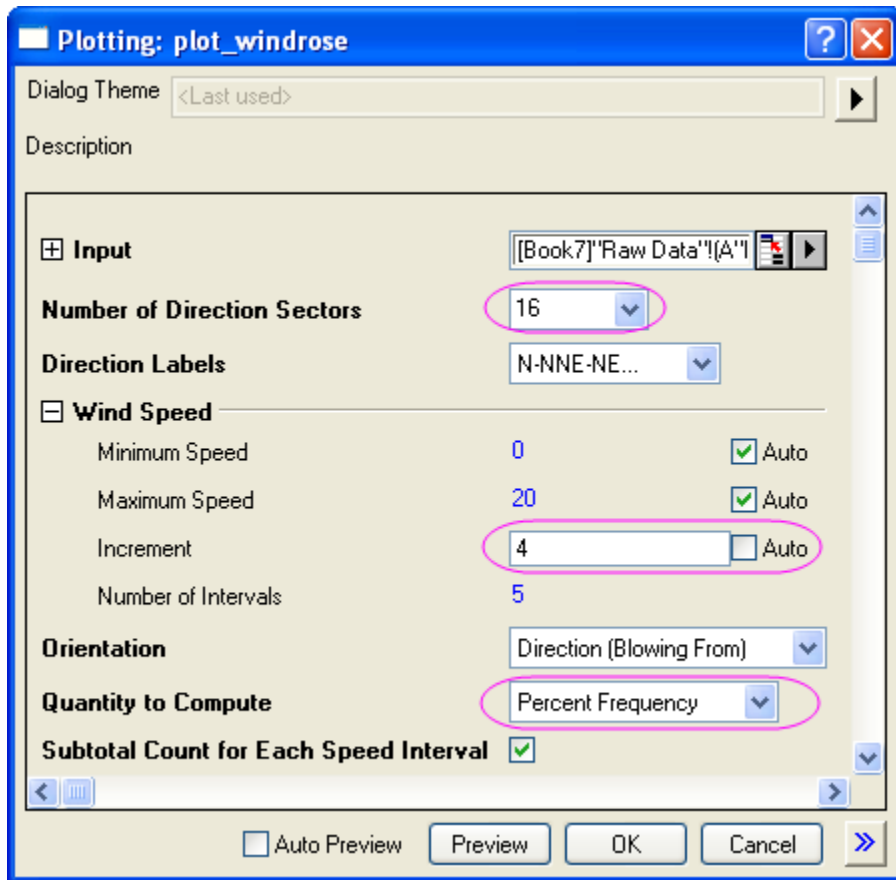 Plotting: plot_windrose
Dialog Theme <Last used>
Description
Input [Book7]"Raw Data"!(A"
Number of Direction Sectors 16
Direction Labels N-NNE-NE...
Wind Speed
Minimum Speed 0 Auto
Maximum Speed 20 Auto
Increment 4 Auto
Number of Intervals 5
Orientation Direction (Blowing From)
Quantity to Compute Percent Frequency
Subtotal Count for Each Speed Interval
Auto Preview Preview OK Cancel